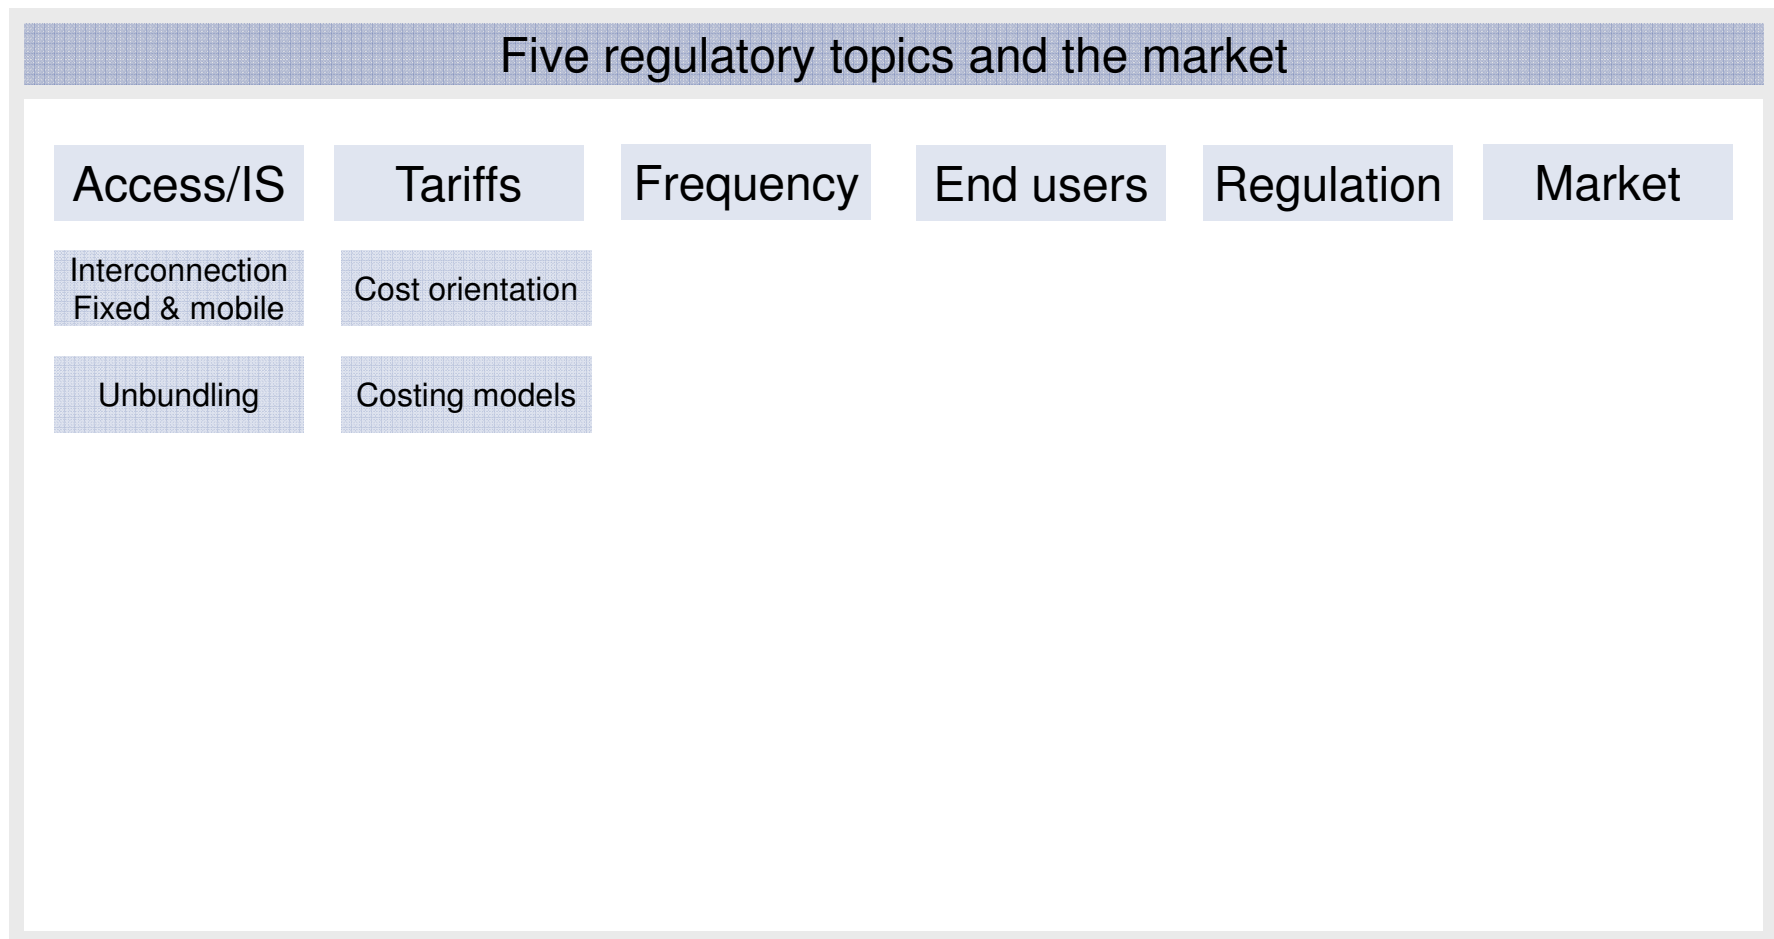 Five regulatory topics and the market
Access/IS
Tariffs
Frequency
End users
Regulation
Market
Interconnection
Fixed & mobile
Cost orientation
Unbundling
Costing models